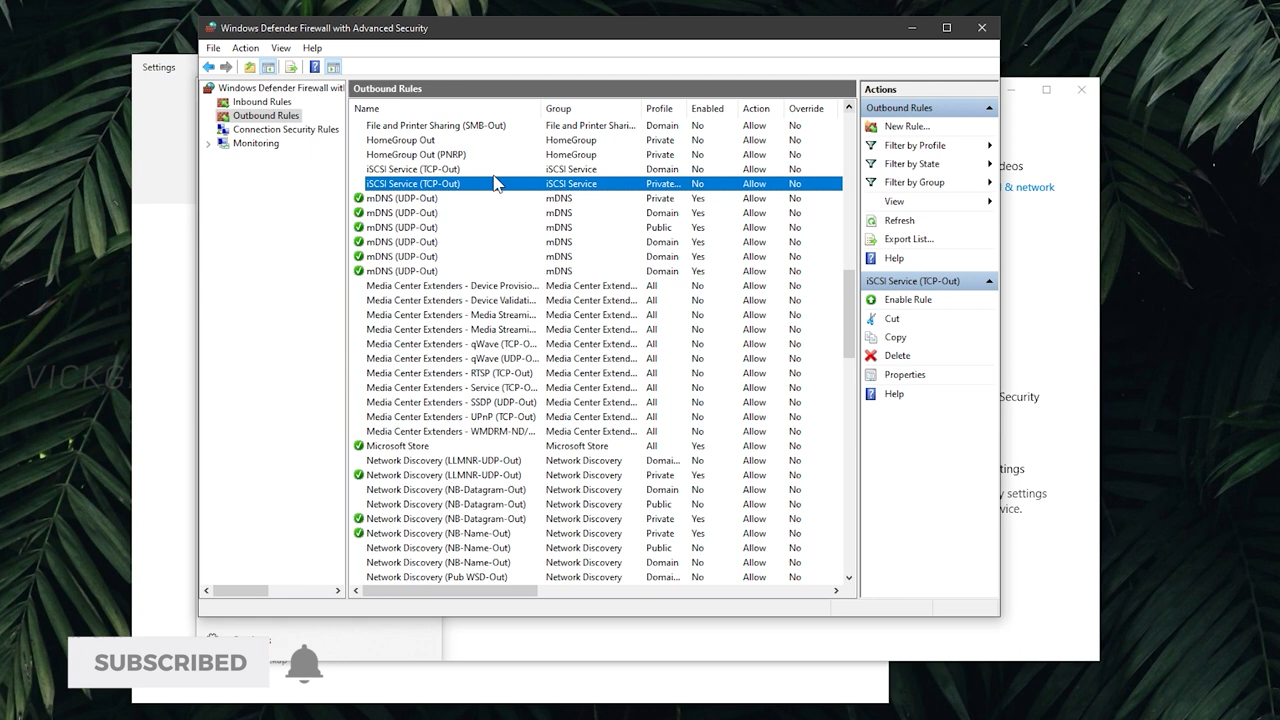 Windows Defender Firewall with Advanced Security
File Action View Help
Settings
Windows Defender Firewall witl
Inbound Rules
Outbound Rules
Connection Security Rules
Monitoring
Outbound Rules
Name Group Profile Enabled Action Override
File and Printer Sharing (SMB-Out) File and Printer Shari... Domain No Allow No
HomeGroup Out HomeGroup Private No Allow No
HomeGroup Out (PNRP) HomeGroup Private No Allow No
iSCSI Service (TCP-Out) iSCSI Service Domain No Allow No
iSCSI Service (TCP-Out) iSCSI Service Private... No Allow No
mDNS (UDP-Out) mDNS Private Yes Allow No
mDNS (UDP-Out) mDNS Domain Yes Allow No
mDNS (UDP-Out) mDNS Public Yes Allow No
mDNS (UDP-Out) mDNS Domain Yes Allow No
mDNS (UDP-Out) mDNS Domain Yes Allow No
mDNS (UDP-Out) mDNS Domain Yes Allow No
Media Center Extenders - Device Provisio... Media Center Extend... All No Allow No
Media Center Extenders - Device Validati... Media Center Extend... All No Allow No
Media Center Extenders - Media Streami... Media Center Extend... All No Allow No
Media Center Extenders - Media Streami... Media Center Extend... All No Allow No
Media Center Extenders - qWave (TCP-O... Media Center Extend... All No Allow No
Media Center Extenders - qWave (UDP-O... Media Center Extend... All No Allow No
Media Center Extenders - RTSP (TCP-Out) Media Center Extend... All No Allow No
Media Center Extenders - Service (TCP-O... Media Center Extend... All No Allow No
Media Center Extenders - SSDP (UDP-Out) Media Center Extend... All No Allow No
Media Center Extenders - UPnP (TCP-Out) Media Center Extend... All No Allow No
Media Center Extenders - WMDRM-ND/... Media Center Extend... All No Allow No
Microsoft Store Microsoft Store All Yes Allow No
Network Discovery (LLMNR-UDP-Out) Network Discovery Domai... No Allow No
Network Discovery (LLMNR-UDP-Out) Network Discovery Private Yes Allow No
Network Discovery (NB-Datagram-Out) Network Discovery Domain No Allow No
Network Discovery (NB-Datagram-Out) Network Discovery Public No Allow No
Network Discovery (NB-Datagram-Out) Network Discovery Private Yes Allow No
Network Discovery (NB-Name-Out) Network Discovery Private Yes Allow No
Network Discovery (NB-Name-Out) Network Discovery Public No Allow No
Network Discovery (NB-Name-Out) Network Discovery Domain No Allow No
Network Discovery (Pub WSD-Out) Network Discovery Domai... No Allow No
Actions
Outbound Rules
New Rule...
Filter by Profile
Filter by State
Filter by Group
View
Refresh
Export List...
Help
iSCSI Service (TCP-Out)
Enable Rule
Cut
Copy
Delete
Properties
Help
deos
& network
Security
ttings
y settings
vice.
VICKG
SUBSCRIBED